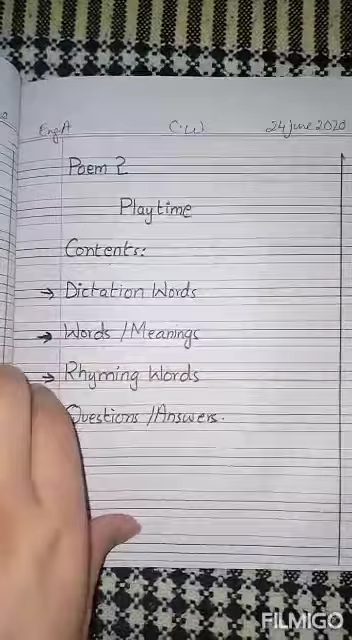 Eng.A C.W 24 june 2020
Poem 2
Playtime
Contents:
→ Dictation Words
→ Words / Meanings
→ Rhyming Words
Questions / Answers.
FILMIGO